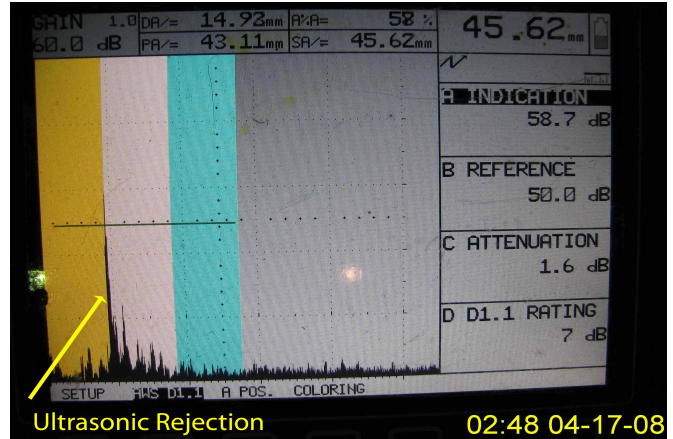 GAIN 1.0
60.0 dB
DA/= 14.92mm
A%A= 58 %
PA/= 43.11mm
SA/= 45.62mm
45.62mm
A INDICATION
58.7 dB
B REFERENCE
50.0 dB
C ATTENUATION
1.6 dB
D D1.1 RATING
7 dB
SETUP AWS D1.1 A POS. COLORING
Ultrasonic Rejection
02:48 04-17-08